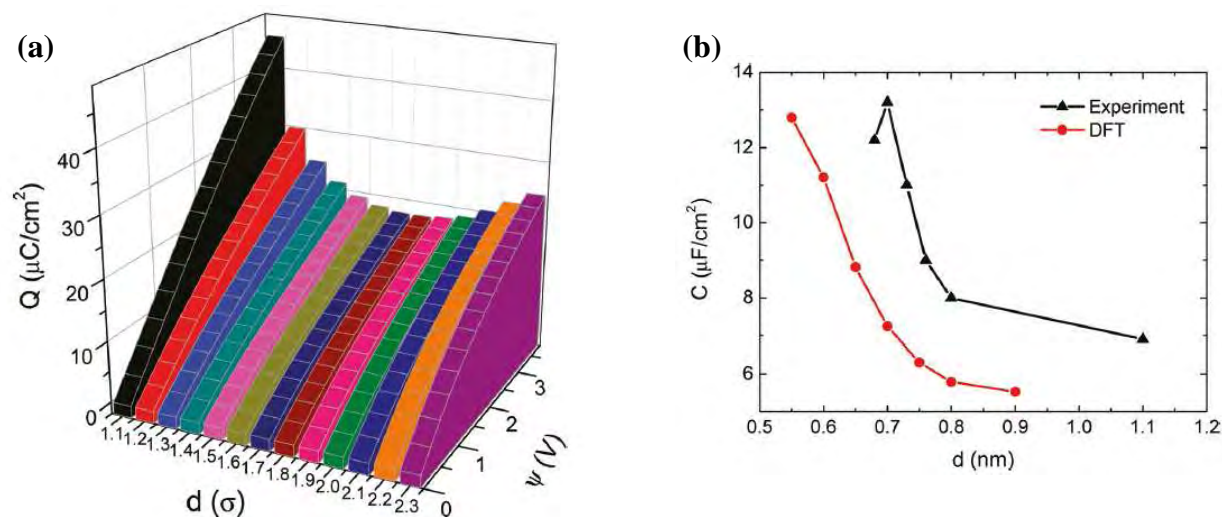 (a)
Q (μC/cm²)
40
30
20
10
0
1.1
1.2
1.3
1.4
1.5
1.6
1.7
1.8
1.9
2.0
2.1
2.2
2.3
d (σ)
0
1
2
3
ψ (V)
(b)
C (μF/cm²)
14
12
10
8
6
Experiment
DFT
0.5 0.6 0.7 0.8 0.9 1.0 1.1 1.2
d (nm)